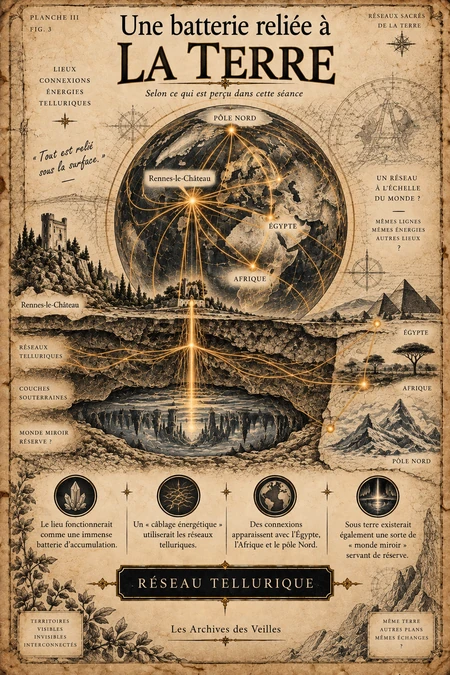 PLANCHE III
FIG. 3
Une batterie reliée à
LA TERRE
Selon ce qui est perçu dans cette séance
RÉSEAUX SACRÉS
DE LA TERRE
LIEUX
CONNEXIONS
ÉNERGIES
TELLURIQUES
« Tout est relié
sous la surface. »
PÔLE NORD
Rennes-le-Château
ÉGYPTE
AFRIQUE
UN RÉSEAU
À L'ÉCHELLE
DU MONDE ?
MÊMES LIGNES
MÊMES ÉNERGIES
AUTRES LIEUX
?
Rennes-le-Château
RÉSEAUX
TELLURIQUES
COUCHES
SOUTERRAINES
MONDE MIROIR
RÉSERVE ?
ÉGYPTE
AFRIQUE
PÔLE NORD
Le lieu fonctionnerait
comme une immense
batterie d'accumulation.
Un « câblage énergétique »
utiliserait les réseaux
telluriques.
Des connexions
apparaissent avec l'Égypte,
l'Afrique et le pôle Nord.
Sous terre existerait
également une sorte de
« monde miroir »
servant de réserve.
RÉSEAU TELLURIQUE
TERRITOIRES
VISIBLES
INVISIBLES
INTERCONNECTÉS
Les Archives des Veilles
MÊME TERRE
AUTRES PLANS
MÊMES ÉCHANGES
?